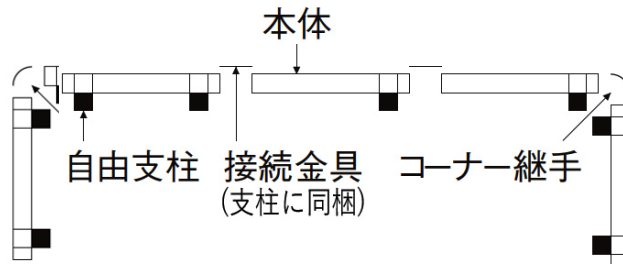 本体
自由支柱
接続金具
(支柱に同梱)
コーナー継手